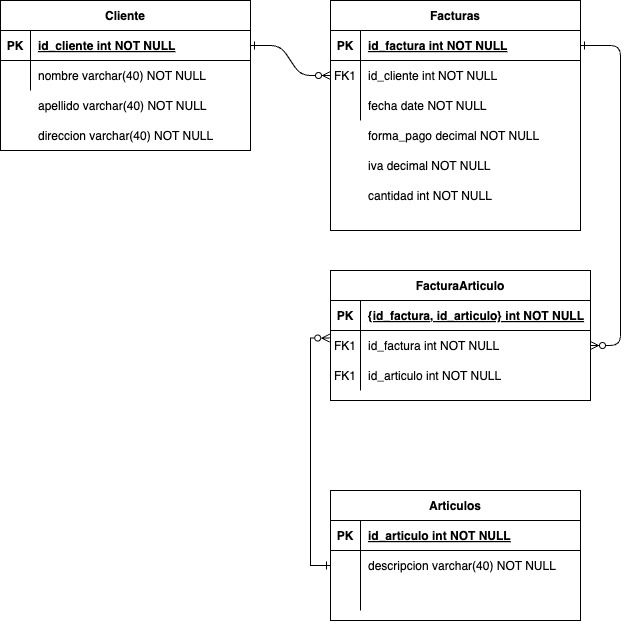 Cliente
PK id_cliente int NOT NULL
nombre varchar(40) NOT NULL
apellido varchar(40) NOT NULL
direccion varchar(40) NOT NULL
Facturas
PK id_factura int NOT NULL
FK1 id_cliente int NOT NULL
fecha date NOT NULL
forma_pago decimal NOT NULL
iva decimal NOT NULL
cantidad int NOT NULL
FacturaArticulo
PK {id_factura, id_articulo} int NOT NULL
FK1 id_factura int NOT NULL
FK1 id_articulo int NOT NULL
Articulos
PK id_articulo int NOT NULL
descripcion varchar(40) NOT NULL